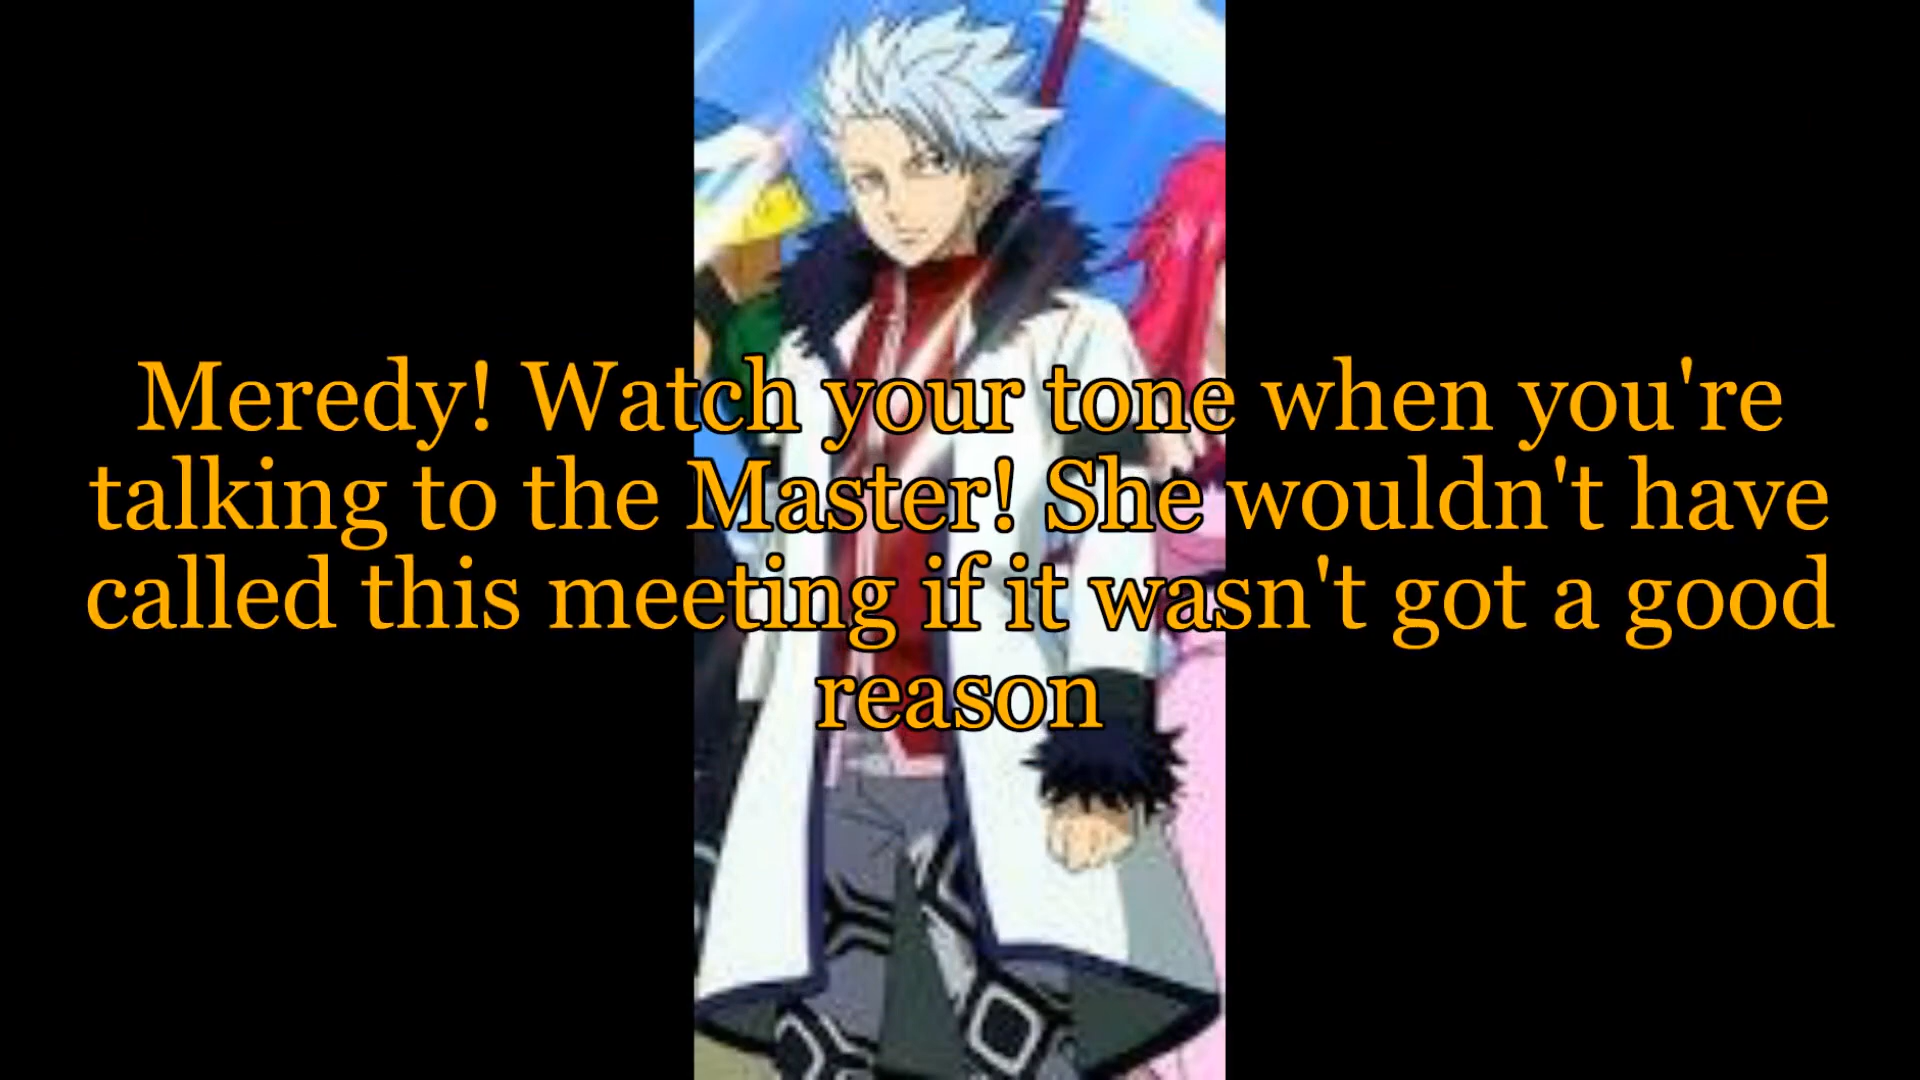 Meredy! Watch your tone when you're
talking to the Master! She wouldn't have
called this meeting if it wasn't got a good
reason